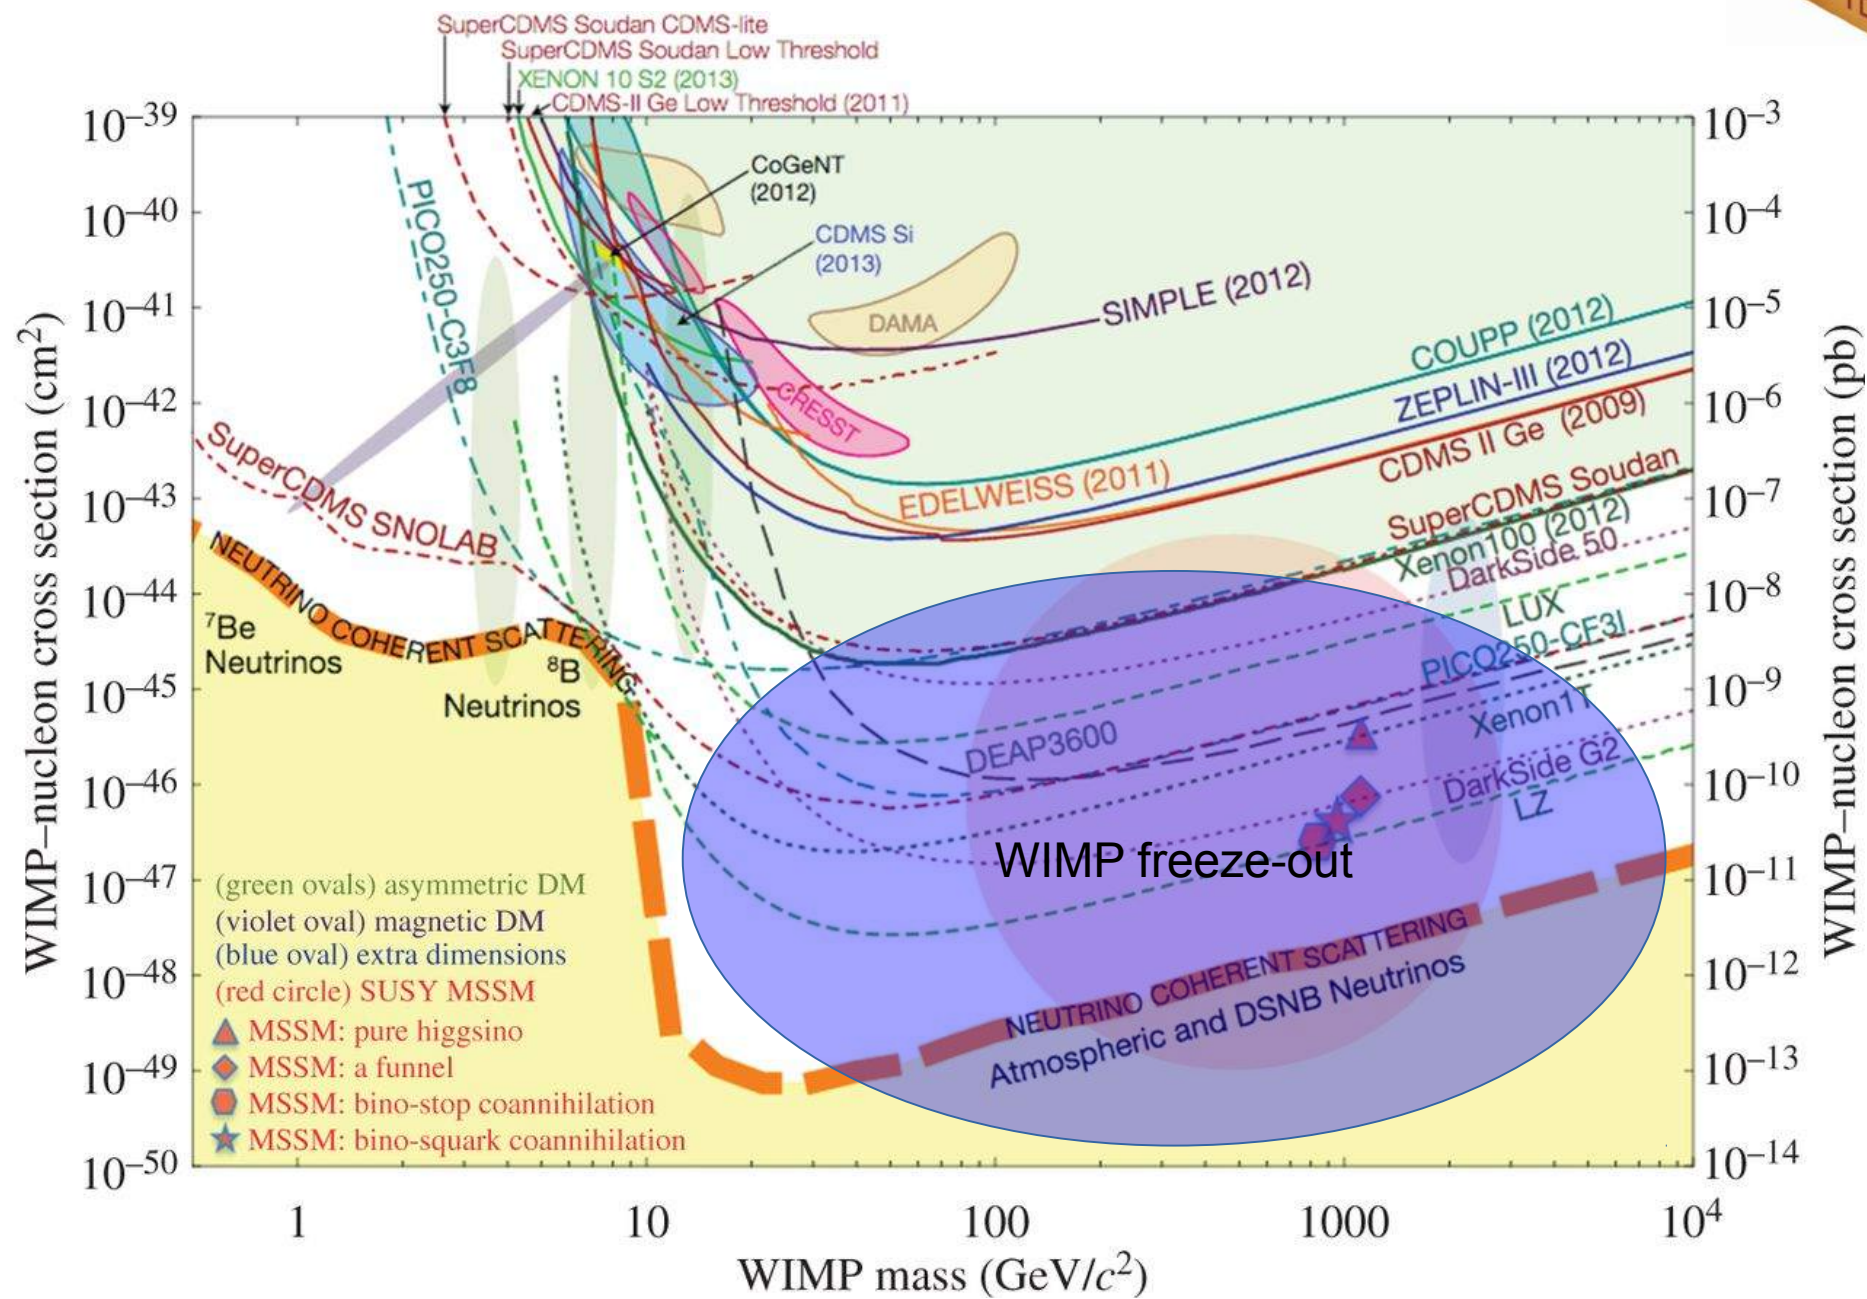 SuperCDMS Soudan CDMS-lite
SuperCDMS Soudan Low Threshold
XENON 10 S2 (2013)
CDMS-II Ge Low Threshold (2011)
10–39
10–40
10–41
10–42
10–43
10–44
10–45
10–46
10–47
10–48
10–49
10–50
WIMP–nucleon cross section (cm2)
10–3
10–4
10–5
10–6
10–7
10–8
10–9
10–10
10–11
10–12
10–13
10–14
WIMP–nucleon cross section (pb)
CoGeNT
(2012)
CDMS Si
(2013)
PICO250-C3F8
DAMA
SIMPLE (2012)
COUPP (2012)
ZEPLIN-III (2012)
CRESST
CDMS II Ge (2009)
EDELWEISS (2011)
SuperCDMS SNOLAB
SuperCDMS Soudan
Xenon100 (2012)
DarkSide 50
LUX
PICO250-CF3I
Xenon1T
DEAP3600
DarkSide G2
LZ
NEUTRINO COHERENT SCATTERING
7Be
Neutrinos
8B
Neutrinos
WIMP freeze-out
NEUTRINO COHERENT SCATTERING
Atmospheric and DSNB Neutrinos
(green ovals) asymmetric DM
(violet oval) magnetic DM
(blue oval) extra dimensions
(red circle) SUSY MSSM
MSSM: pure higgsino
MSSM: a funnel
MSSM: bino-stop coannihilation
MSSM: bino-squark coannihilation
1
10
100
1000
104
WIMP mass (GeV/c2)